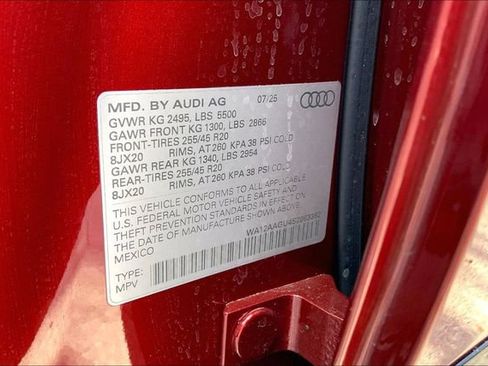 MFD. BY AUDI AG 07/25
GVWR KG 2495, LBS 5500
GAWR FRONT KG 1300, LBS 2866
FRONT-TIRES 255/45 R20
8JX20 RIMS, AT 260 KPA 38 PSI COLD
GAWR REAR KG 1340, LBS 2954
REAR-TIRES 255/45 R20
8JX20 RIMS, AT 260 KPA 38 PSI COLD
THIS VEHICLE CONFORMS TO ALL APPLICABLE
U.S. FEDERAL MOTOR VEHICLE SAFETY AND
THEFT PREVENTION STANDARDS IN EFFECT ON
THE DATE OF MANUFACTURE SHOWN ABOVE.
MEXICO
TYPE:
MPV